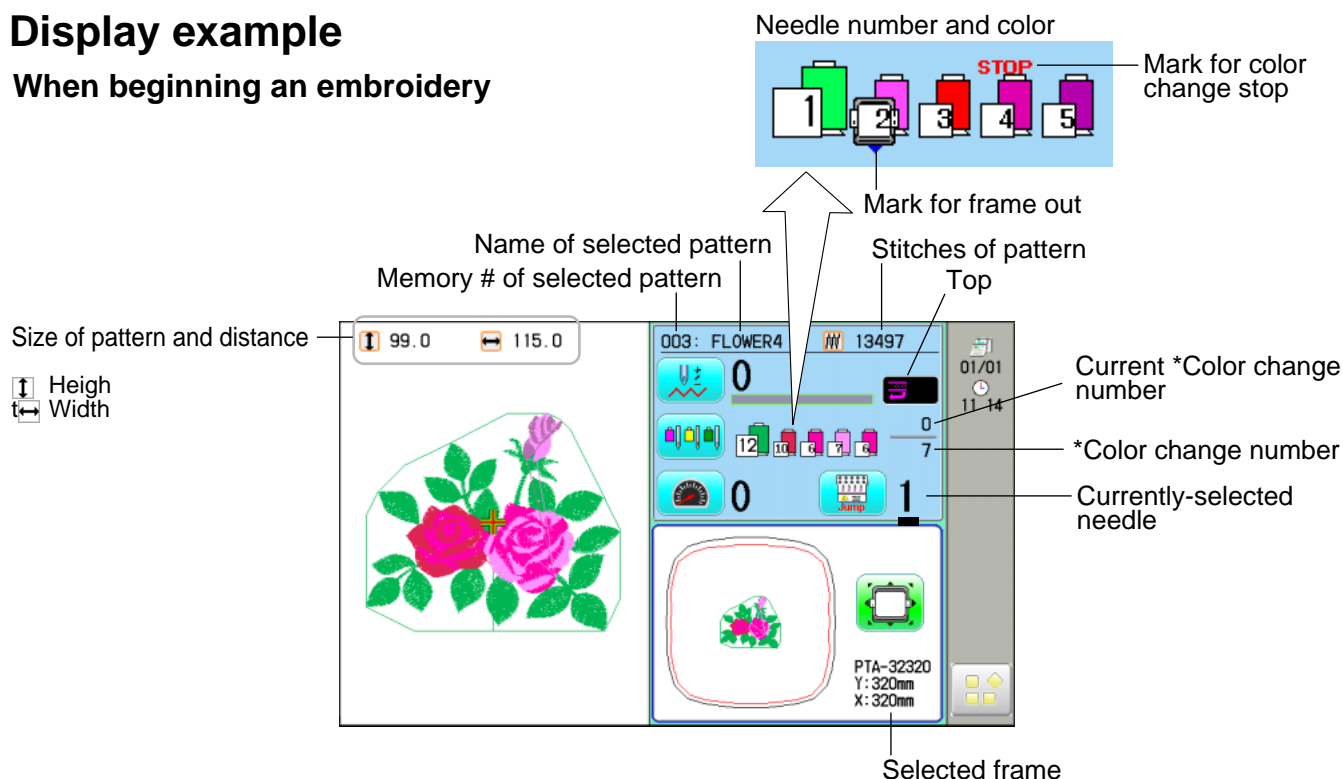 Display example
When beginning an embroidery
Needle number and color
STOP
1 2 3 4 5
Mark for color
change stop
Mark for frame out
Name of selected pattern
Stitches of pattern
Memory # of selected pattern
Top
Size of pattern and distance
99.0 115.0
003: FLOWER4 13497
Heigh
t Width
0
01/01
11 14
Current *Color change
number
12 10 6 7 6
0
7
*Color change number
0
Jump
1
Currently-selected
needle
PTA-32320
Y:320mm
X:320mm
Selected frame